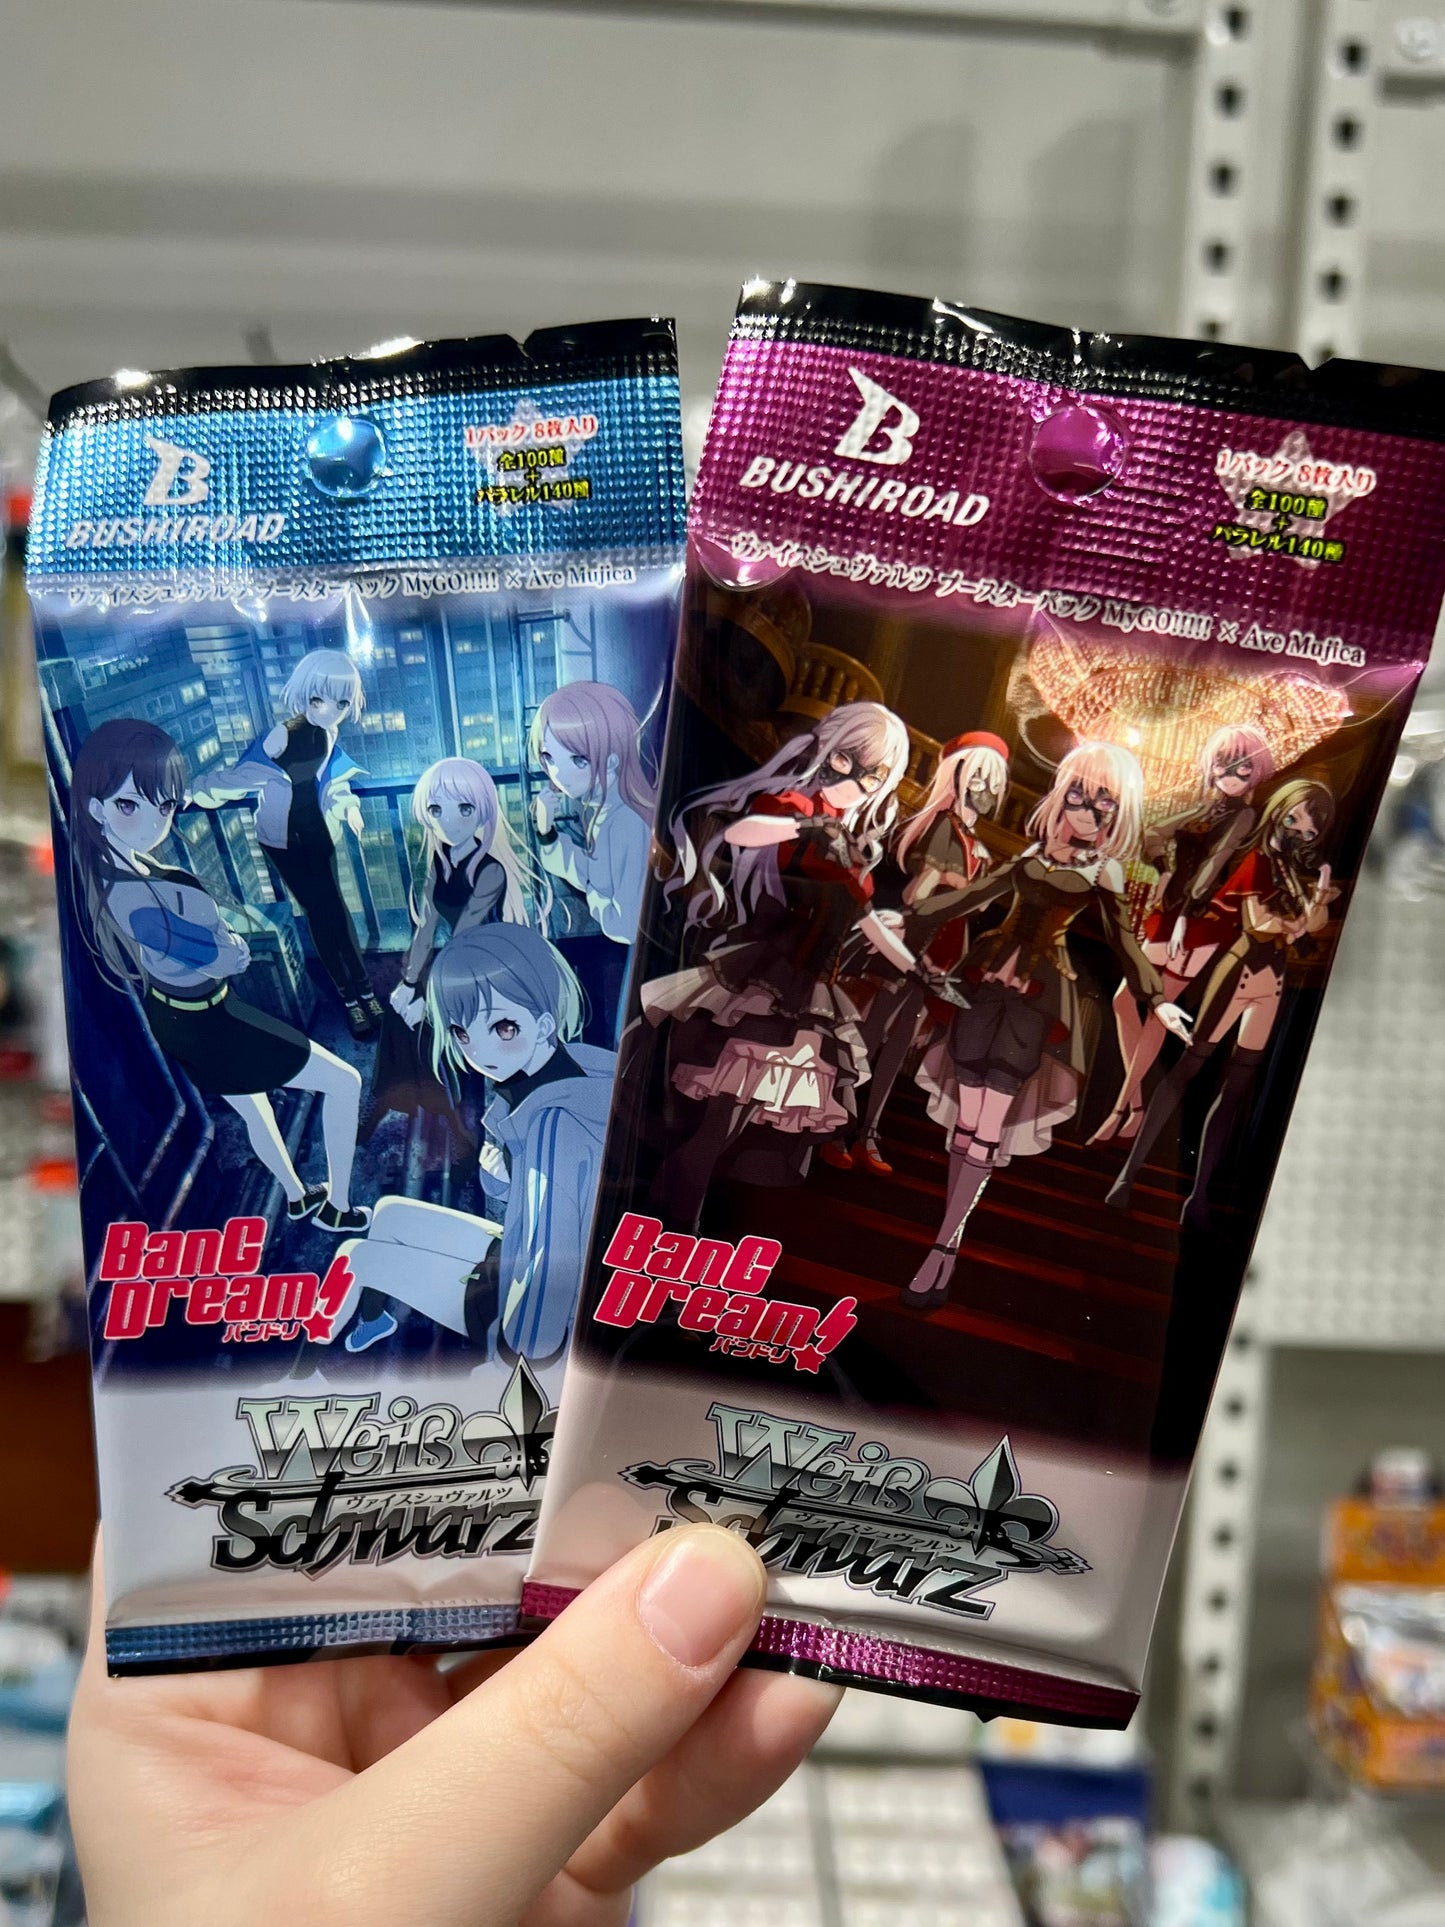 BUSHIROAD
1パック 8枚入り
全100種
+
パラレル140種
ヴァイスシュヴァルツ ブースターパック MyGO!!!!! × Ave Mujica
BanG
Dream!
バンドリ
Weiß
ヴァイスシュヴァルツ
Schwarz
BUSHIROAD
1パック 8枚入り
全100種
+
パラレル140種
ヴァイスシュヴァルツ ブースターパック MyGO!!!!! × Ave Mujica
BanG
Dream!
バンドリ
Weiß
ヴァイスシュヴァルツ
Schwarz